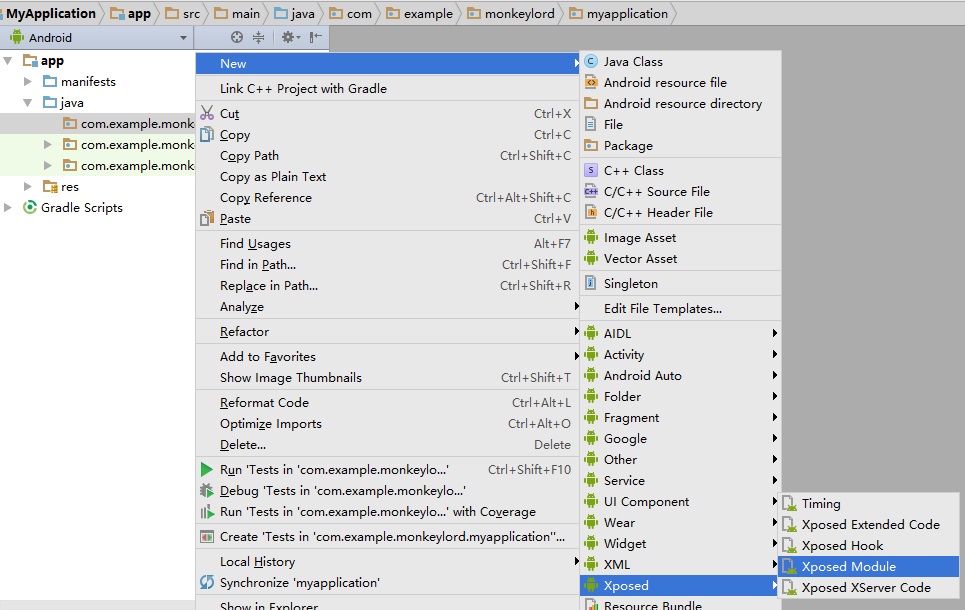 MyApplication app src main java com example monkeylord myapplication
Android
app
manifests
java
com.example.monk
com.example.monk
com.example.monk
res
Gradle Scripts
New
Link C++ Project with Gradle
Cut Ctrl+X
Copy Ctrl+C
Copy Path Ctrl+Shift+C
Copy as Plain Text
Copy Reference Ctrl+Alt+Shift+C
Paste Ctrl+V
Find Usages Alt+F7
Find in Path... Ctrl+Shift+F
Replace in Path... Ctrl+Shift+R
Analyze
Refactor
Add to Favorites
Show Image Thumbnails Ctrl+Shift+T
Reformat Code Ctrl+Alt+L
Optimize Imports Ctrl+Alt+O
Delete... Delete
Run 'Tests in 'com.example.monkeylo...' Ctrl+Shift+F10
Debug 'Tests in 'com.example.monkeylo...'
Run 'Tests in 'com.example.monkeylo...' with Coverage
Create 'Tests in 'com.example.monkeylord.myapplication''...
Local History
Synchronize 'myapplication'
Show in Explorer
Java Class
Android resource file
Android resource directory
File
Package
C++ Class
C/C++ Source File
C/C++ Header File
Image Asset
Vector Asset
Singleton
Edit File Templates...
AIDL
Activity
Android Auto
Folder
Fragment
Google
Other
Service
UI Component
Wear
Widget
XML
Xposed
Resource Bundle
Timing
Xposed Extended Code
Xposed Hook
Xposed Module
Xposed XServer Code